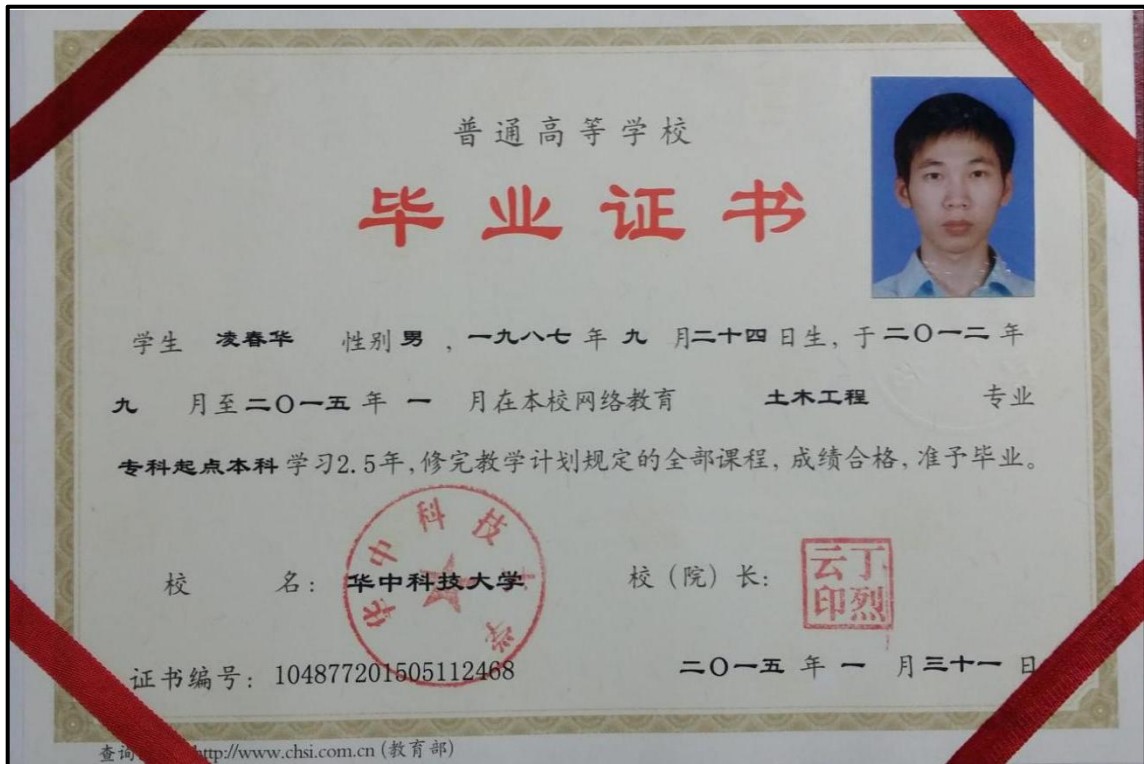 普通高等学校
毕业证书
学生 凌春华 性别 男 , 一九八七 年 九 月 二十四 日生, 于 二〇一二 年
九 月至 二〇一五 年 一 月在本校网络教育 土木工程 专业
专科起点本科 学习2.5年, 修完教学计划规定的全部课程, 成绩合格, 准予毕业。
华中科技大学
校 名: 华中科技大学 校(院)长: 丁烈云印
证书编号: 104877201505112468 二〇一五 年 一 月 三十一 日
查询 http://www.chsi.com.cn (教育部)